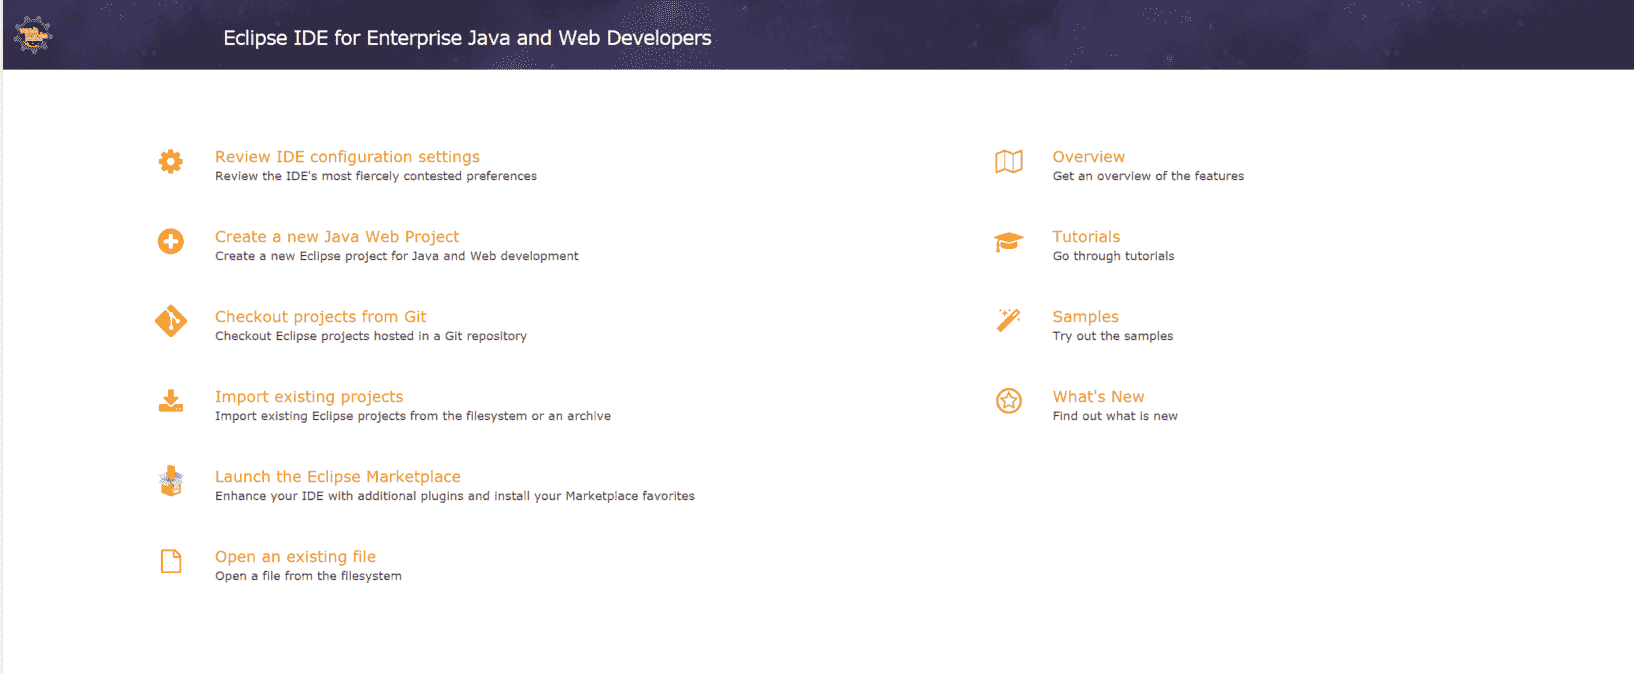 Eclipse IDE for Enterprise Java and Web Developers
Review IDE configuration settings
Review the IDE's most fiercely contested preferences
Create a new Java Web Project
Create a new Eclipse project for Java and Web development
Checkout projects from Git
Checkout Eclipse projects hosted in a Git repository
Import existing projects
Import existing Eclipse projects from the filesystem or an archive
Launch the Eclipse Marketplace
Enhance your IDE with additional plugins and install your Marketplace favorites
Open an existing file
Open a file from the filesystem
Overview
Get an overview of the features
Tutorials
Go through tutorials
Samples
Try out the samples
What's New
Find out what is new